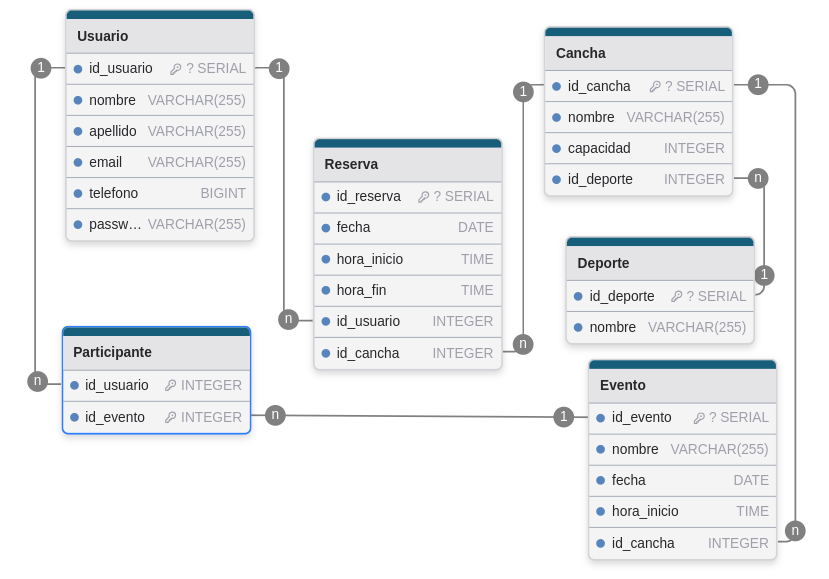 Usuario
id_usuario ? SERIAL
nombre VARCHAR(255)
apellido VARCHAR(255)
email VARCHAR(255)
telefono BIGINT
passw... VARCHAR(255)
1
1
Reserva
id_reserva ? SERIAL
fecha DATE
hora_inicio TIME
hora_fin TIME
id_usuario INTEGER
id_cancha INTEGER
n
n
Cancha
id_cancha ? SERIAL
nombre VARCHAR(255)
capacidad INTEGER
id_deporte INTEGER
1
1
n
Deporte
id_deporte ? SERIAL
nombre VARCHAR(255)
1
Participante
id_usuario INTEGER
id_evento INTEGER
n
n
Evento
id_evento ? SERIAL
nombre VARCHAR(255)
fecha DATE
hora_inicio TIME
id_cancha INTEGER
1
n